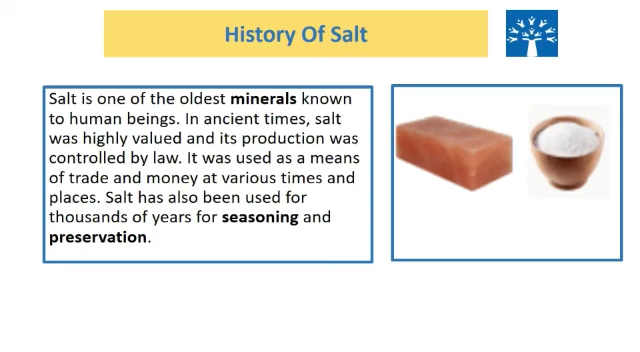 History Of Salt
Salt is one of the oldest minerals known
to human beings. In ancient times, salt
was highly valued and its production was
controlled by law. It was used as a means
of trade and money at various times and
places. Salt has also been used for
thousands of years for seasoning and
preservation.